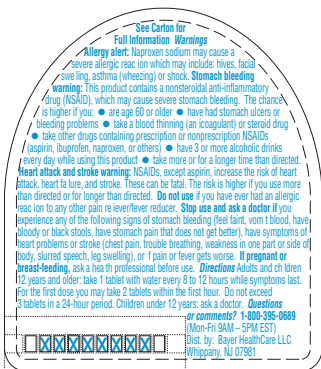 See Carton for
Full Information Warnings
Allergy alert: Naproxen sodium may cause a
severe allergic reac ion which may include: hives, facial
swe ling, asthma (wheezing) or shock. Stomach bleeding
warning: This product contains a nonsteroidal anti-inflammatory
drug (NSAID), which may cause severe stomach bleeding. The chance
is higher if you: ● are age 60 or older ● have had stomach ulcers or
bleeding problems ● take a blood thinning (an icoagulant) or steroid drug
● take other drugs containing prescription or nonprescription NSAIDs
(aspirin, ibuprofen, naproxen, or others) ● have 3 or more alcoholic drinks
every day while using this product ● take more or for a longer time than directed.
Heart attack and stroke warning: NSAIDs, except aspirin, increase the risk of heart
attack, heart fa lure, and stroke. These can be fatal. The risk is higher if you use more
than directed or for longer than directed. Do not use if you have ever had an allergic
reac ion to any other pain re iever/fever reducer. Stop use and ask a doctor if you
experience any of the following signs of stomach bleeding (feel faint, vom t blood, have
bloody or black stools, have stomach pain that does not get better), have symptoms of
heart problems or stroke (chest pain, trouble breathing, weakness in one part or side of
body, slurred speech, leg swelling), or f pain or fever gets worse. If pregnant or
breast-feeding, ask a hea th professional before use. Directions Adults and ch ldren
12 years and older: take 1 tablet with water every 8 to 12 hours while symptoms last.
For the first dose you may take 2 tablets within the first hour. Do not exceed
3 tablets in a 24-hour period. Children under 12 years: ask a doctor. Questions
or comments? 1-800-395-0689
(Mon-Fri 9AM – 5PM EST)
Dist. by: Bayer HealthCare LLC
Whippany, NJ 07981
XXXXXXXX